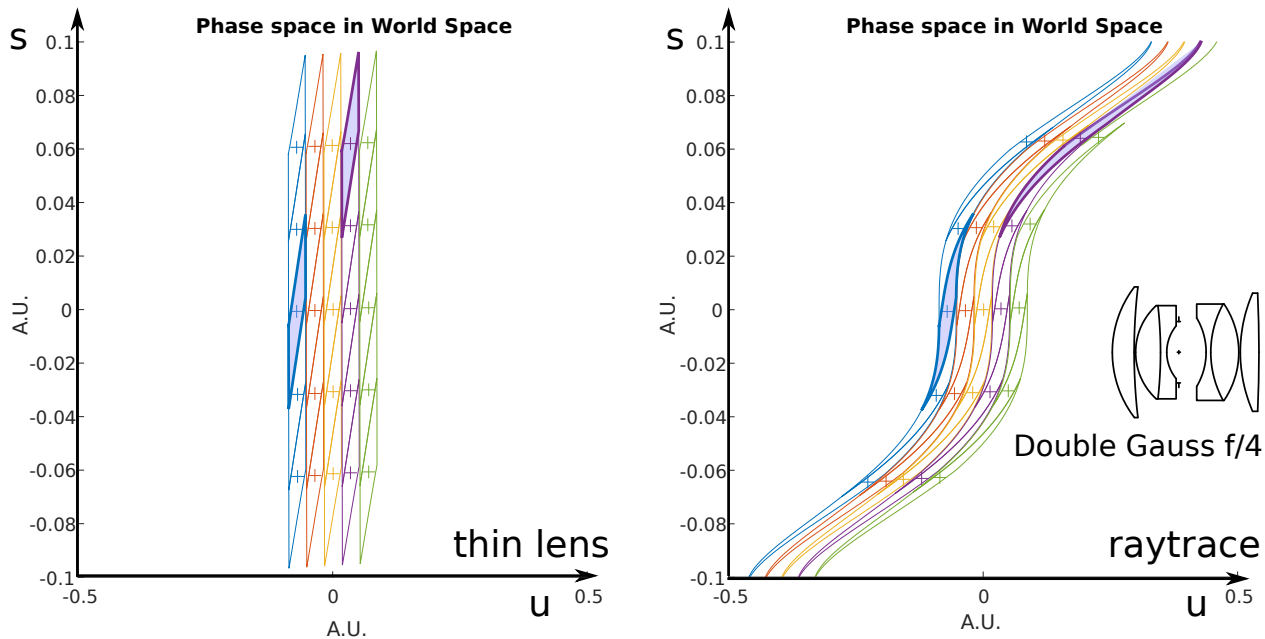 Phase space in World Space
s
0.1
0.08
0.06
0.04
0.02
0
-0.02
-0.04
-0.06
-0.08
-0.1
A.U.
thin lens
-0.5
0
0.5
u
A.U.
Phase space in World Space
s
0.1
0.08
0.06
0.04
0.02
0
-0.02
-0.04
-0.06
-0.08
-0.1
A.U.
Double Gauss f/4
raytrace
-0.5
0
0.5
u
A.U.